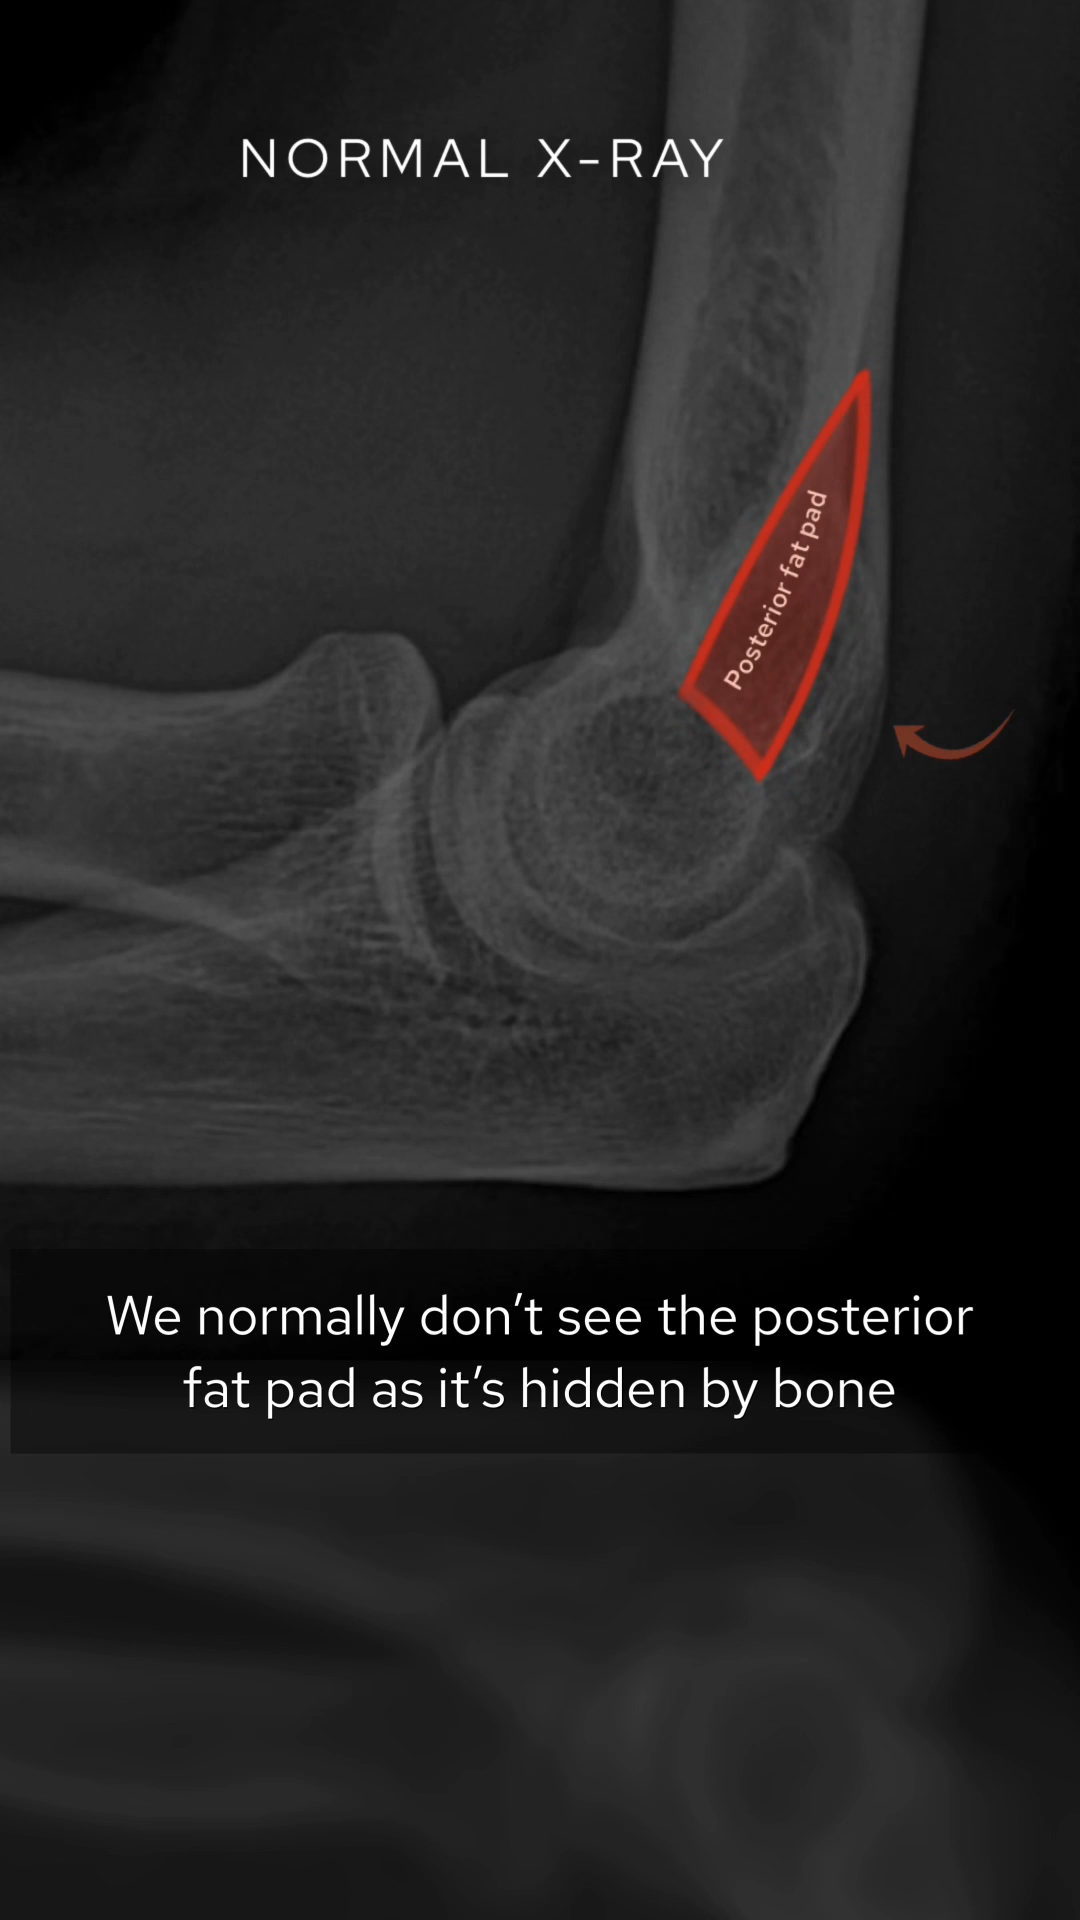 NORMAL X-RAY
Posterior fat pad
We normally don’t see the posterior
fat pad as it’s hidden by bone